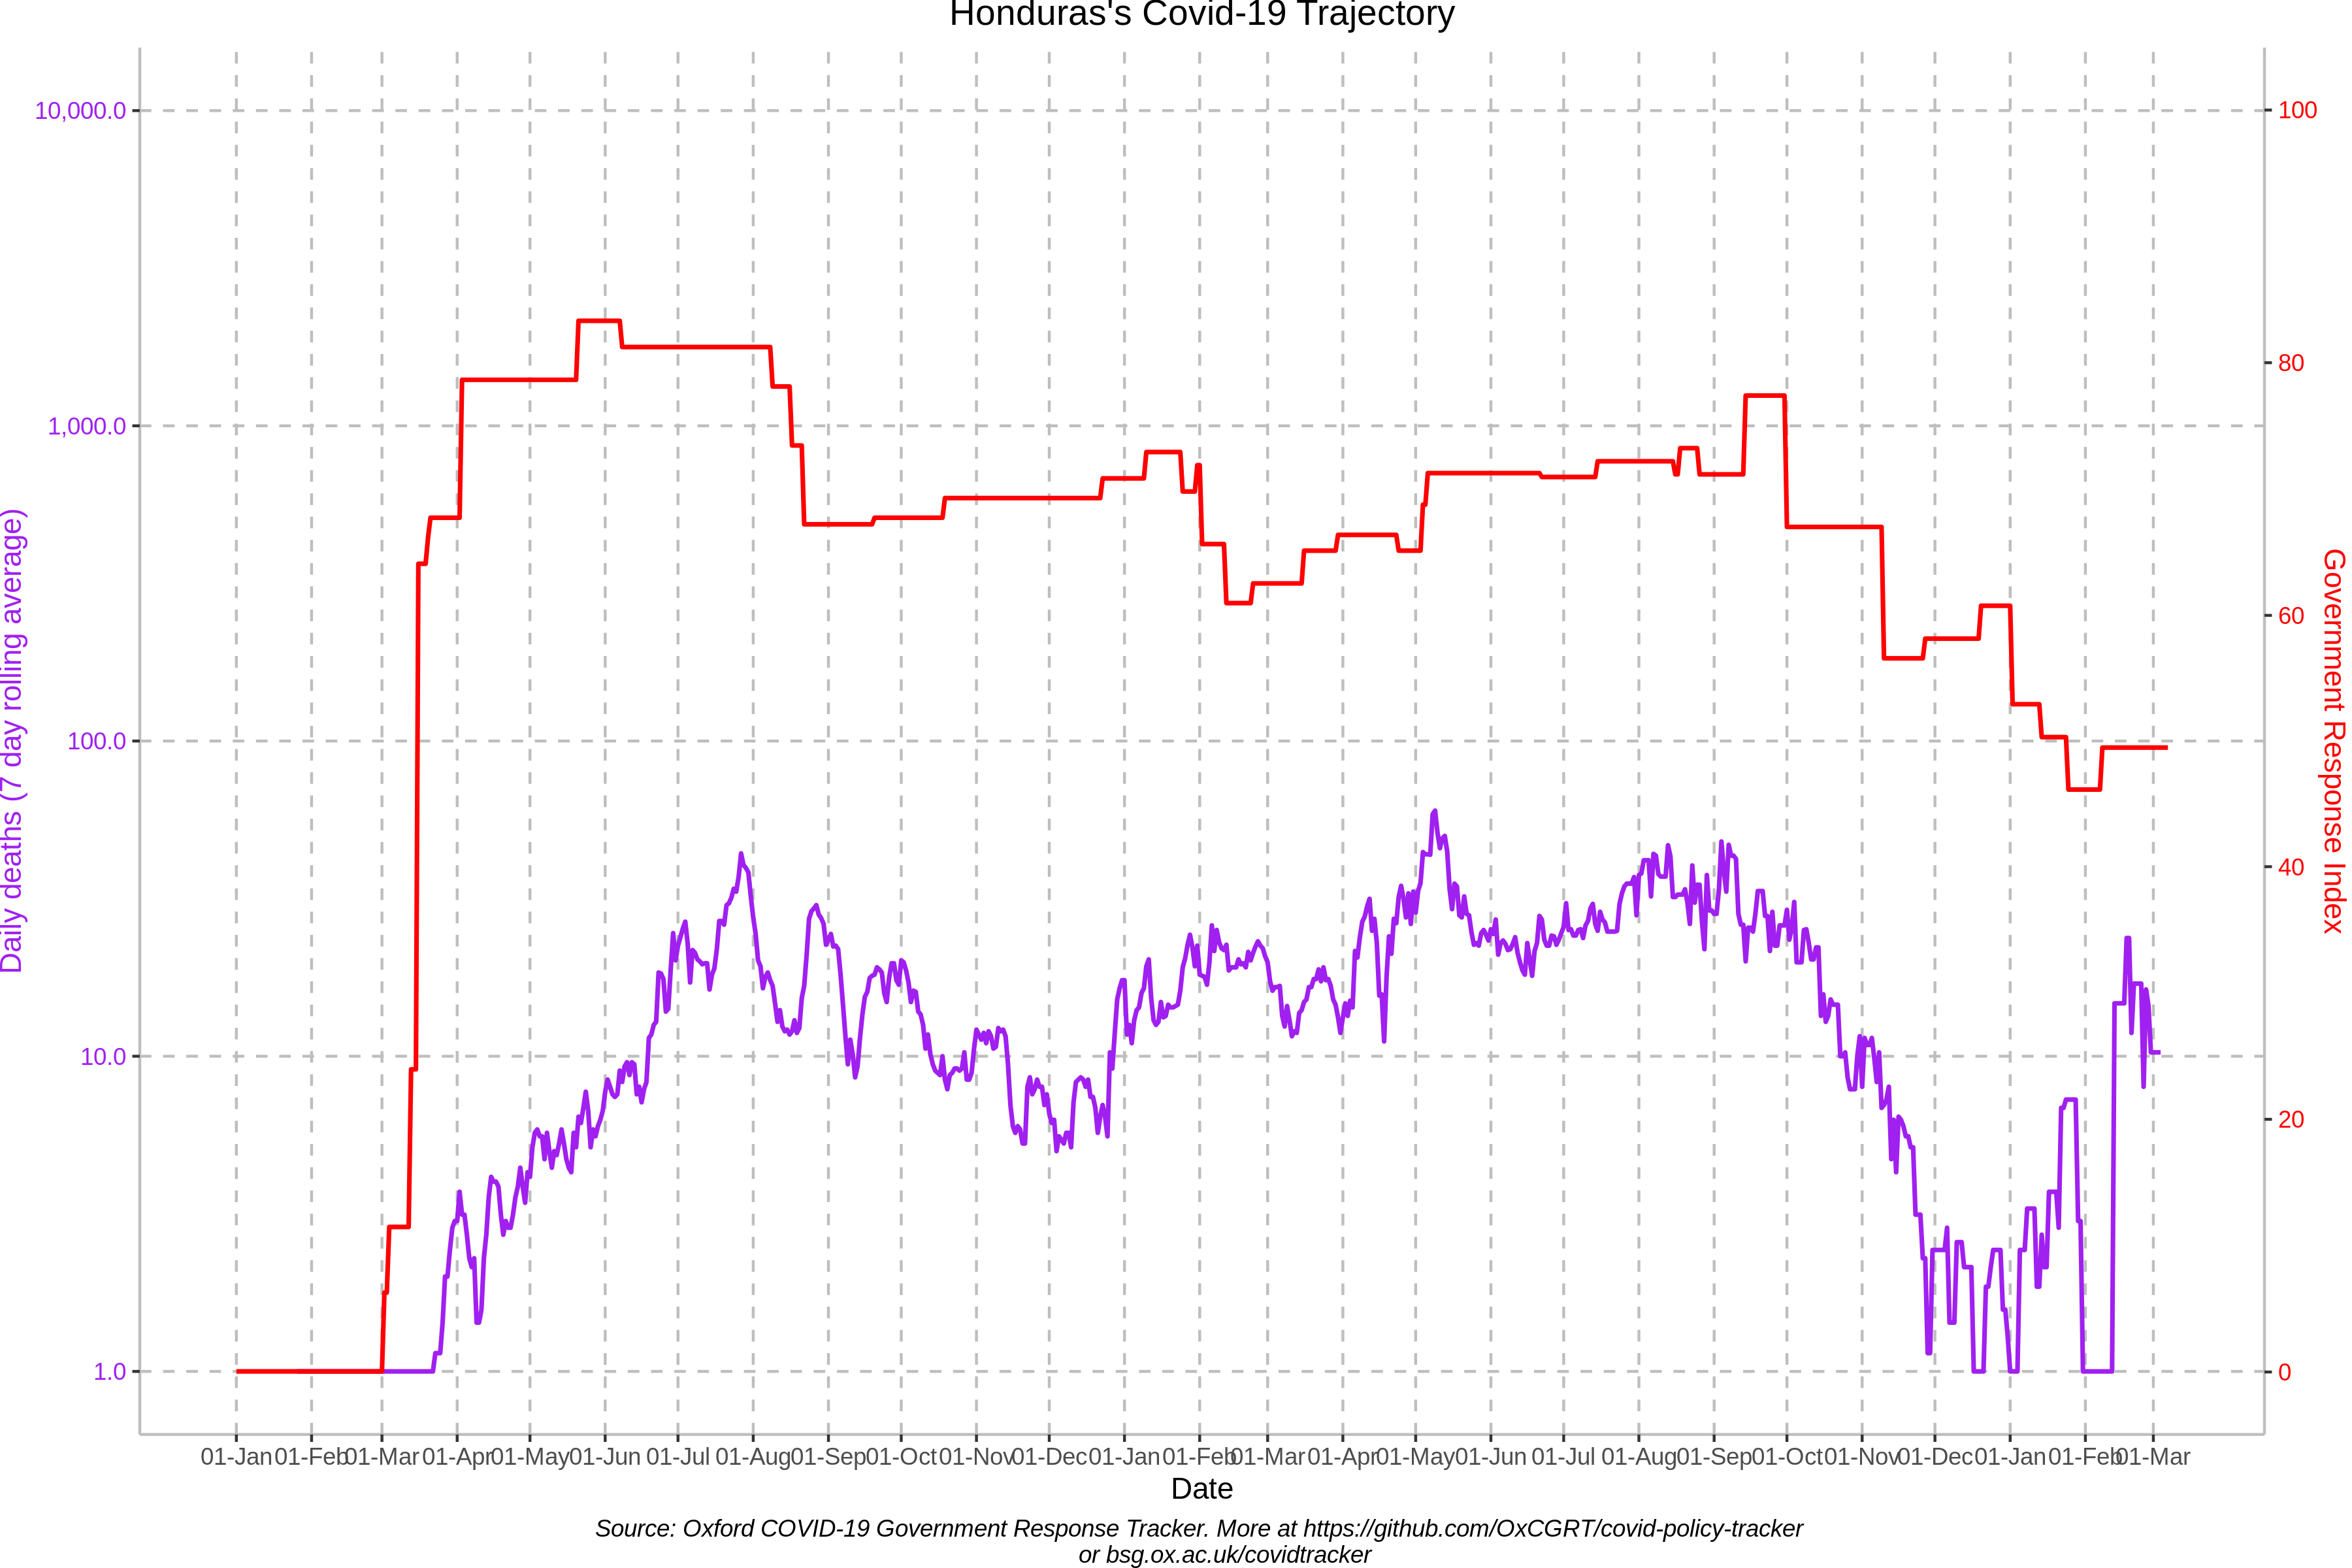 Honduras's Covid-19 Trajectory
10,000.0
1,000.0
100.0
10.0
1.0
Daily deaths (7 day rolling average)
100
80
60
40
20
0
Government Response Index
01-Jan 01-Feb 01-Mar 01-Apr 01-May 01-Jun 01-Jul 01-Aug 01-Sep 01-Oct 01-Nov 01-Dec 01-Jan 01-Feb 01-Mar 01-Apr 01-May 01-Jun 01-Jul 01-Aug 01-Sep 01-Oct 01-Nov 01-Dec 01-Jan 01-Feb 01-Mar
Date
Source: Oxford COVID-19 Government Response Tracker. More at https://github.com/OxCGRT/covid-policy-tracker
or bsg.ox.ac.uk/covidtracker